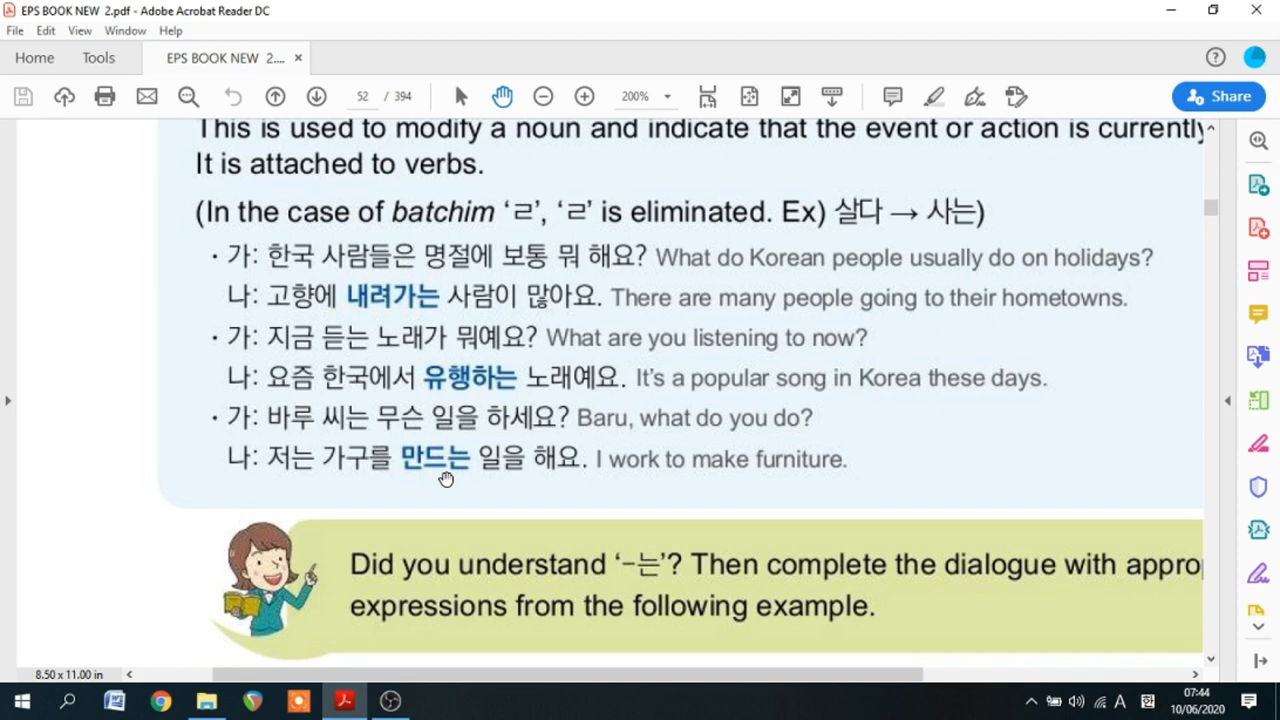 EPS BOOK NEW 2.pdf - Adobe Acrobat Reader DC
File Edit View Window Help
Home Tools EPS BOOK NEW 2.... ×
52 / 394 200% Share
This is used to modify a noun and indicate that the event or action is currently
It is attached to verbs.
(In the case of batchim ‘ㄹ’, ‘ㄹ’ is eliminated. Ex) 살다 → 사는)
· 가: 한국 사람들은 명절에 보통 뭐 해요? What do Korean people usually do on holidays?
나: 고향에 내려가는 사람이 많아요. There are many people going to their hometowns.
· 가: 지금 듣는 노래가 뭐예요? What are you listening to now?
나: 요즘 한국에서 유행하는 노래예요. It’s a popular song in Korea these days.
· 가: 바루 씨는 무슨 일을 하세요? Baru, what do you do?
나: 저는 가구를 만드는 일을 해요. I work to make furniture.
Did you understand ‘-는’? Then complete the dialogue with appro
expressions from the following example.
8.50 x 11.00 in
A 한 07:44
10/06/2020